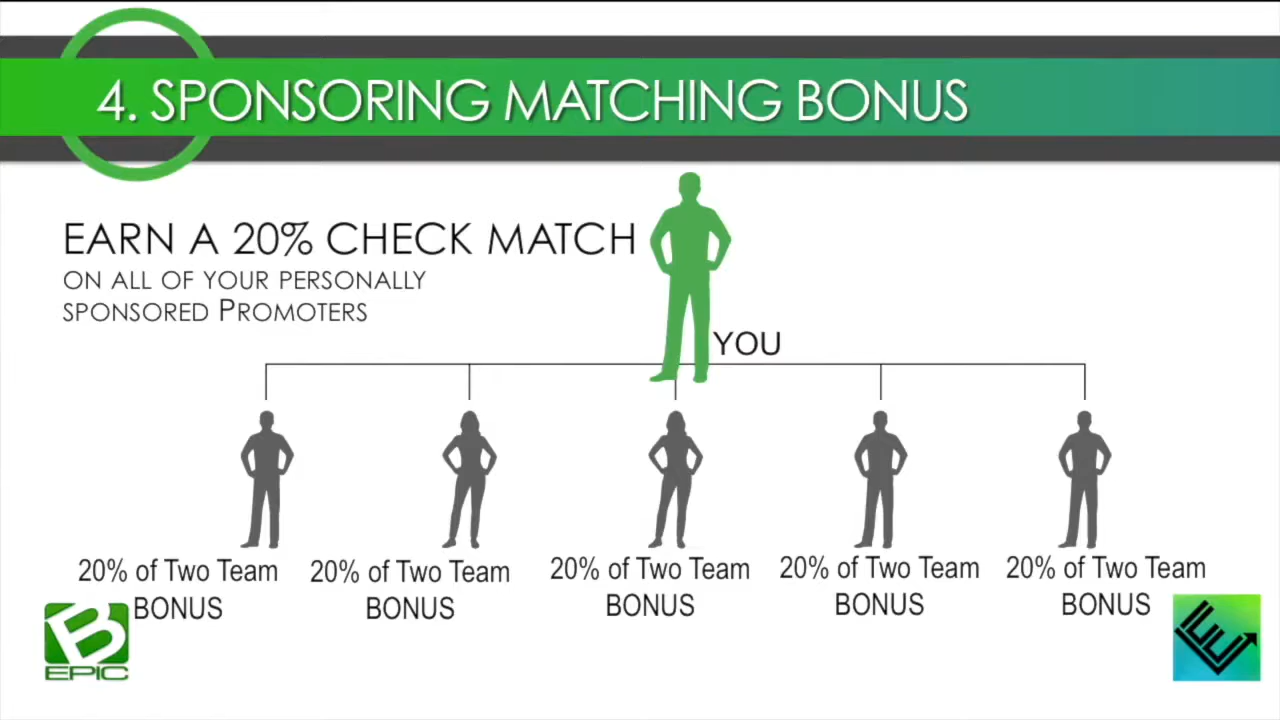 4. SPONSORING MATCHING BONUS
EARN A 20% CHECK MATCH
ON ALL OF YOUR PERSONALLY
SPONSORED PROMOTERS
YOU
20% of Two Team
BONUS
20% of Two Team
BONUS
20% of Two Team
BONUS
20% of Two Team
BONUS
20% of Two Team
BONUS
B
EPIC